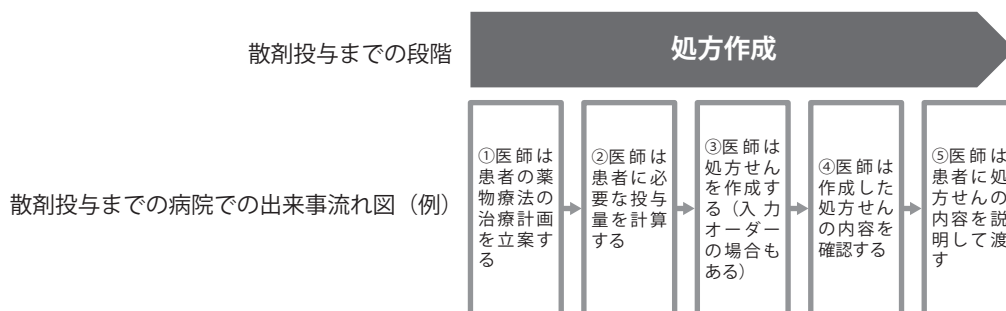 散剤投与までの段階
処方作成
散剤投与までの病院での出来事流れ図（例）
①医師は
患者の薬
物療法の
治療計画
を立案す
る
②医師は
患者に必
要な投与
量を計算
する
③医師は
処方せん
を作成す
る（入力
オーダー
の場合も
ある）
④医師は
作成した
処方せん
の内容を
確認する
⑤医師は
患者に処
方せんの
内容を説
明して渡
す